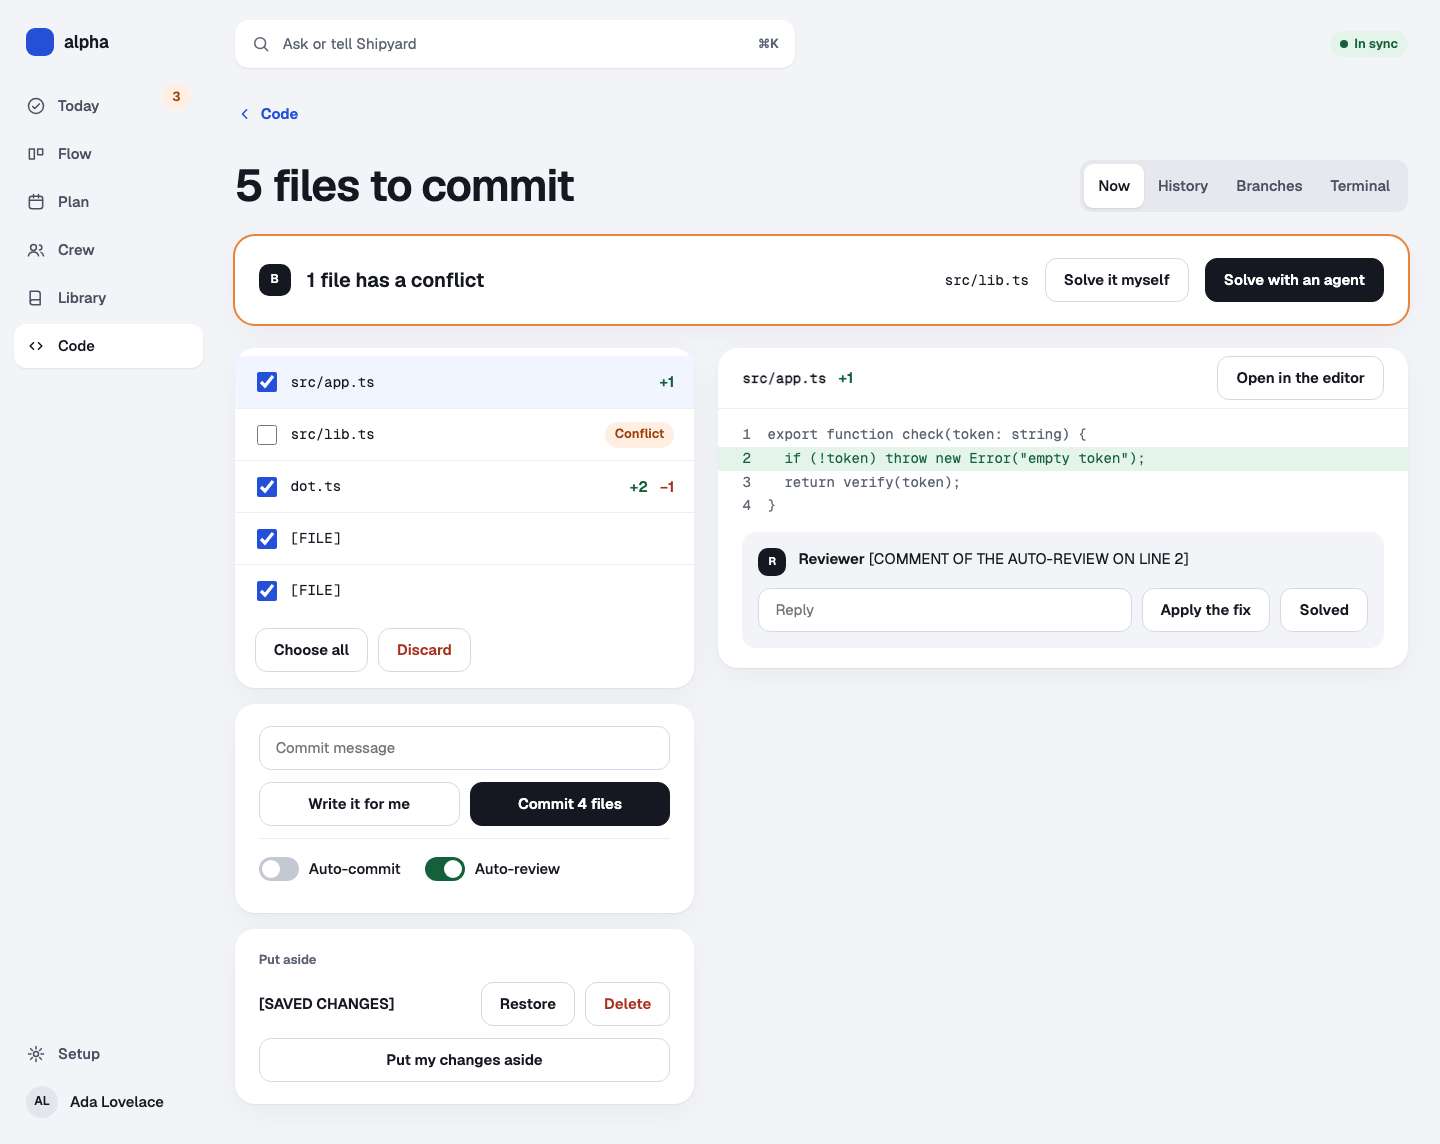 alpha
Ask or tell Shipyard ⌘K
In sync
Today 3
Flow
Plan
Crew
Library
Code
Setup
AL Ada Lovelace
Code
5 files to commit
Now History Branches Terminal
B 1 file has a conflict src/lib.ts Solve it myself Solve with an agent
src/app.ts +1
src/lib.ts Conflict
dot.ts +2 −1
[FILE]
[FILE]
Choose all Discard
Commit message
Write it for me Commit 4 files
Auto-commit Auto-review
Put aside
[SAVED CHANGES] Restore Delete
Put my changes aside
src/app.ts +1 Open in the editor
1 export function check(token: string) {
2 if (!token) throw new Error("empty token");
3 return verify(token);
4 }
R Reviewer [COMMENT OF THE AUTO-REVIEW ON LINE 2]
Reply Apply the fix Solved